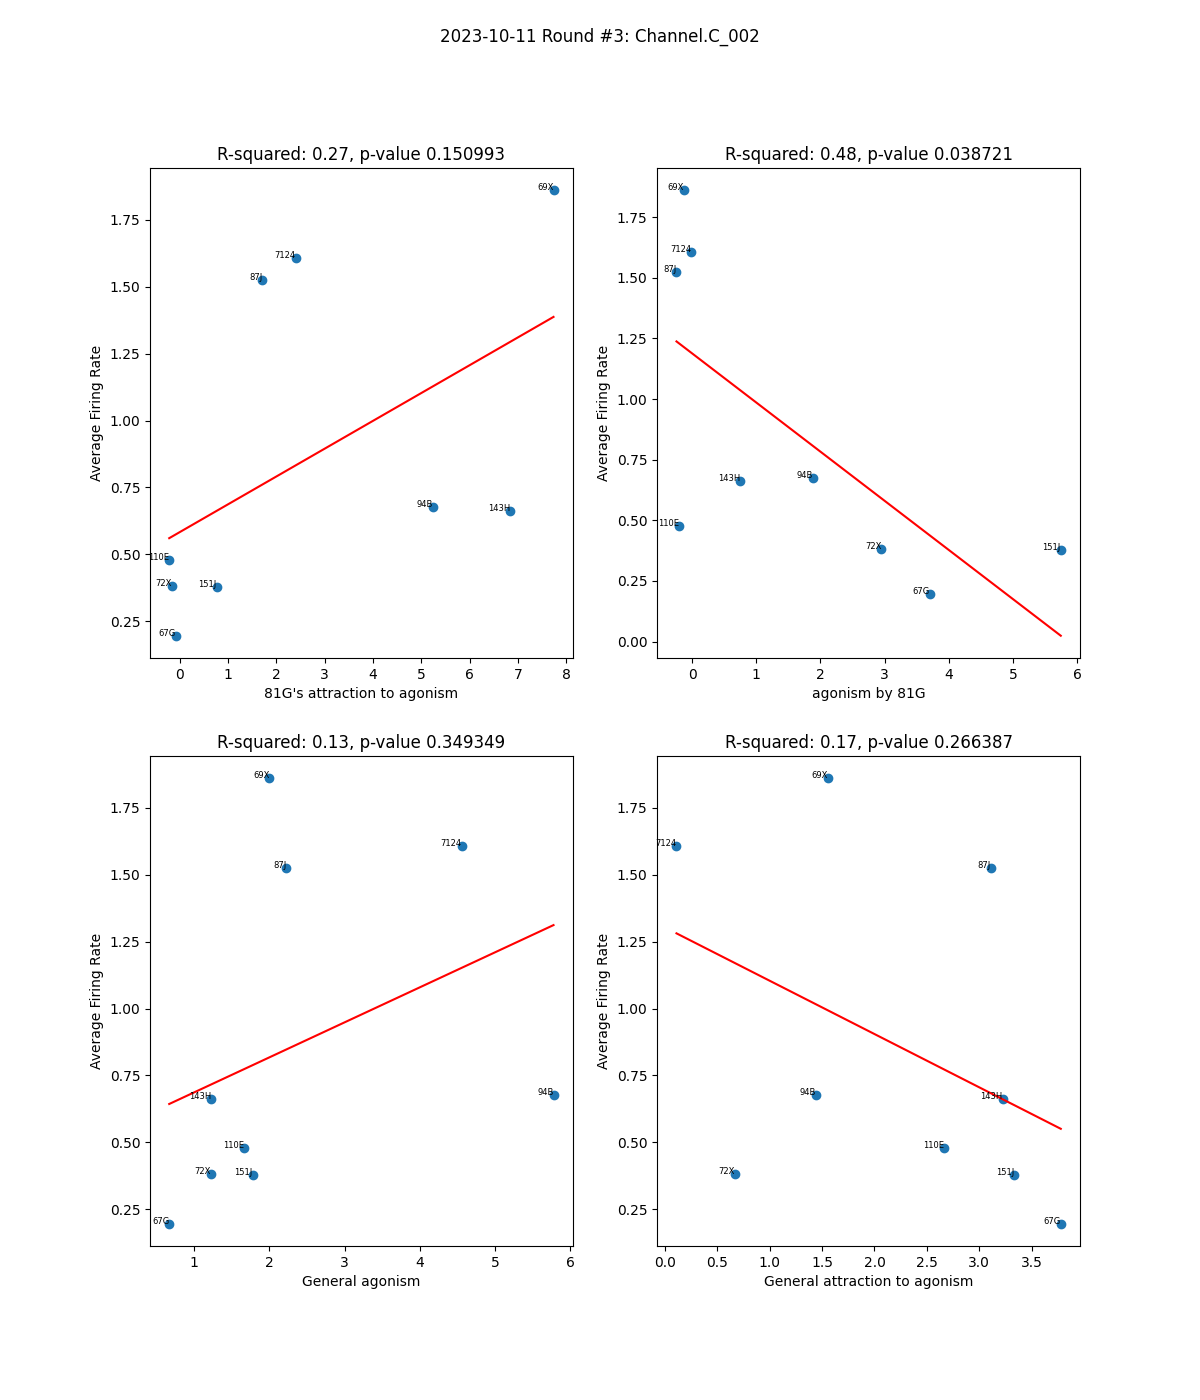 2023-10-11 Round #3: Channel.C_002
R-squared: 0.27, p-value 0.150993
Average Firing Rate
1.75
1.50
1.25
1.00
0.75
0.50
0.25
69X
7124
87J
94B
143H
110E
72X
151J
67G
0 1 2 3 4 5 6 7 8
81G's attraction to agonism
R-squared: 0.48, p-value 0.038721
Average Firing Rate
1.75
1.50
1.25
1.00
0.75
0.50
0.25
0.00
69X
7124
87J
143H
94B
110E
72X
151J
67G
0 1 2 3 4 5 6
agonism by 81G
R-squared: 0.13, p-value 0.349349
Average Firing Rate
1.75
1.50
1.25
1.00
0.75
0.50
0.25
69X
7124
87J
94B
143H
110E
72X
151J
67G
1 2 3 4 5 6
General agonism
R-squared: 0.17, p-value 0.266387
Average Firing Rate
1.75
1.50
1.25
1.00
0.75
0.50
0.25
69X
7124
87J
94B
143H
110E
72X
151J
67G
0.0 0.5 1.0 1.5 2.0 2.5 3.0 3.5
General attraction to agonism